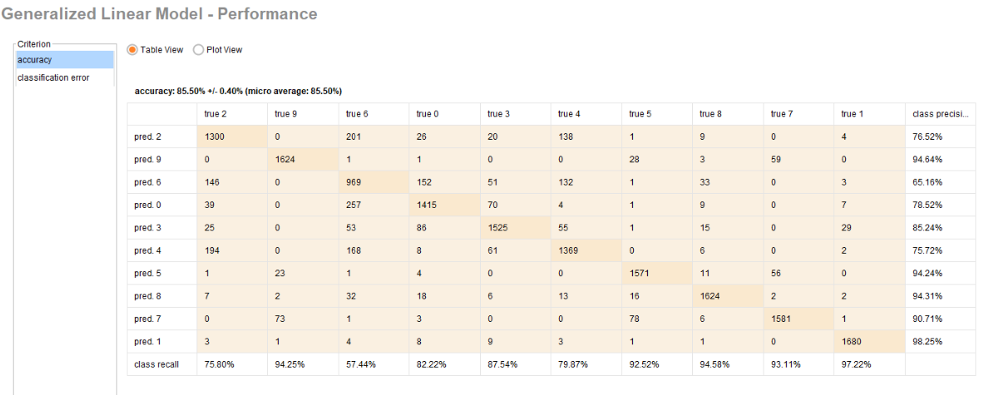 Generalized Linear Model - Performance
Criterion
accuracy
classification error
Table View Plot View
accuracy: 85.50% +/- 0.40% (micro average: 85.50%)
true 2 true 9 true 6 true 0 true 3 true 4 true 5 true 8 true 7 true 1 class precisi...
pred. 2 1300 0 201 26 20 138 1 9 0 4 76.52%
pred. 9 0 1624 1 1 0 0 28 3 59 0 94.64%
pred. 6 146 0 969 152 51 132 1 33 0 3 65.16%
pred. 0 39 0 257 1415 70 4 1 9 0 7 78.52%
pred. 3 25 0 53 86 1525 55 1 15 0 29 85.24%
pred. 4 194 0 168 8 61 1369 0 6 0 2 75.72%
pred. 5 1 23 1 4 0 0 1571 11 56 0 94.24%
pred. 8 7 2 32 18 6 13 16 1624 2 2 94.31%
pred. 7 0 73 1 3 0 0 78 6 1581 1 90.71%
pred. 1 3 1 4 8 9 3 1 1 0 1680 98.25%
class recall 75.80% 94.25% 57.44% 82.22% 87.54% 79.87% 92.52% 94.58% 93.11% 97.22%